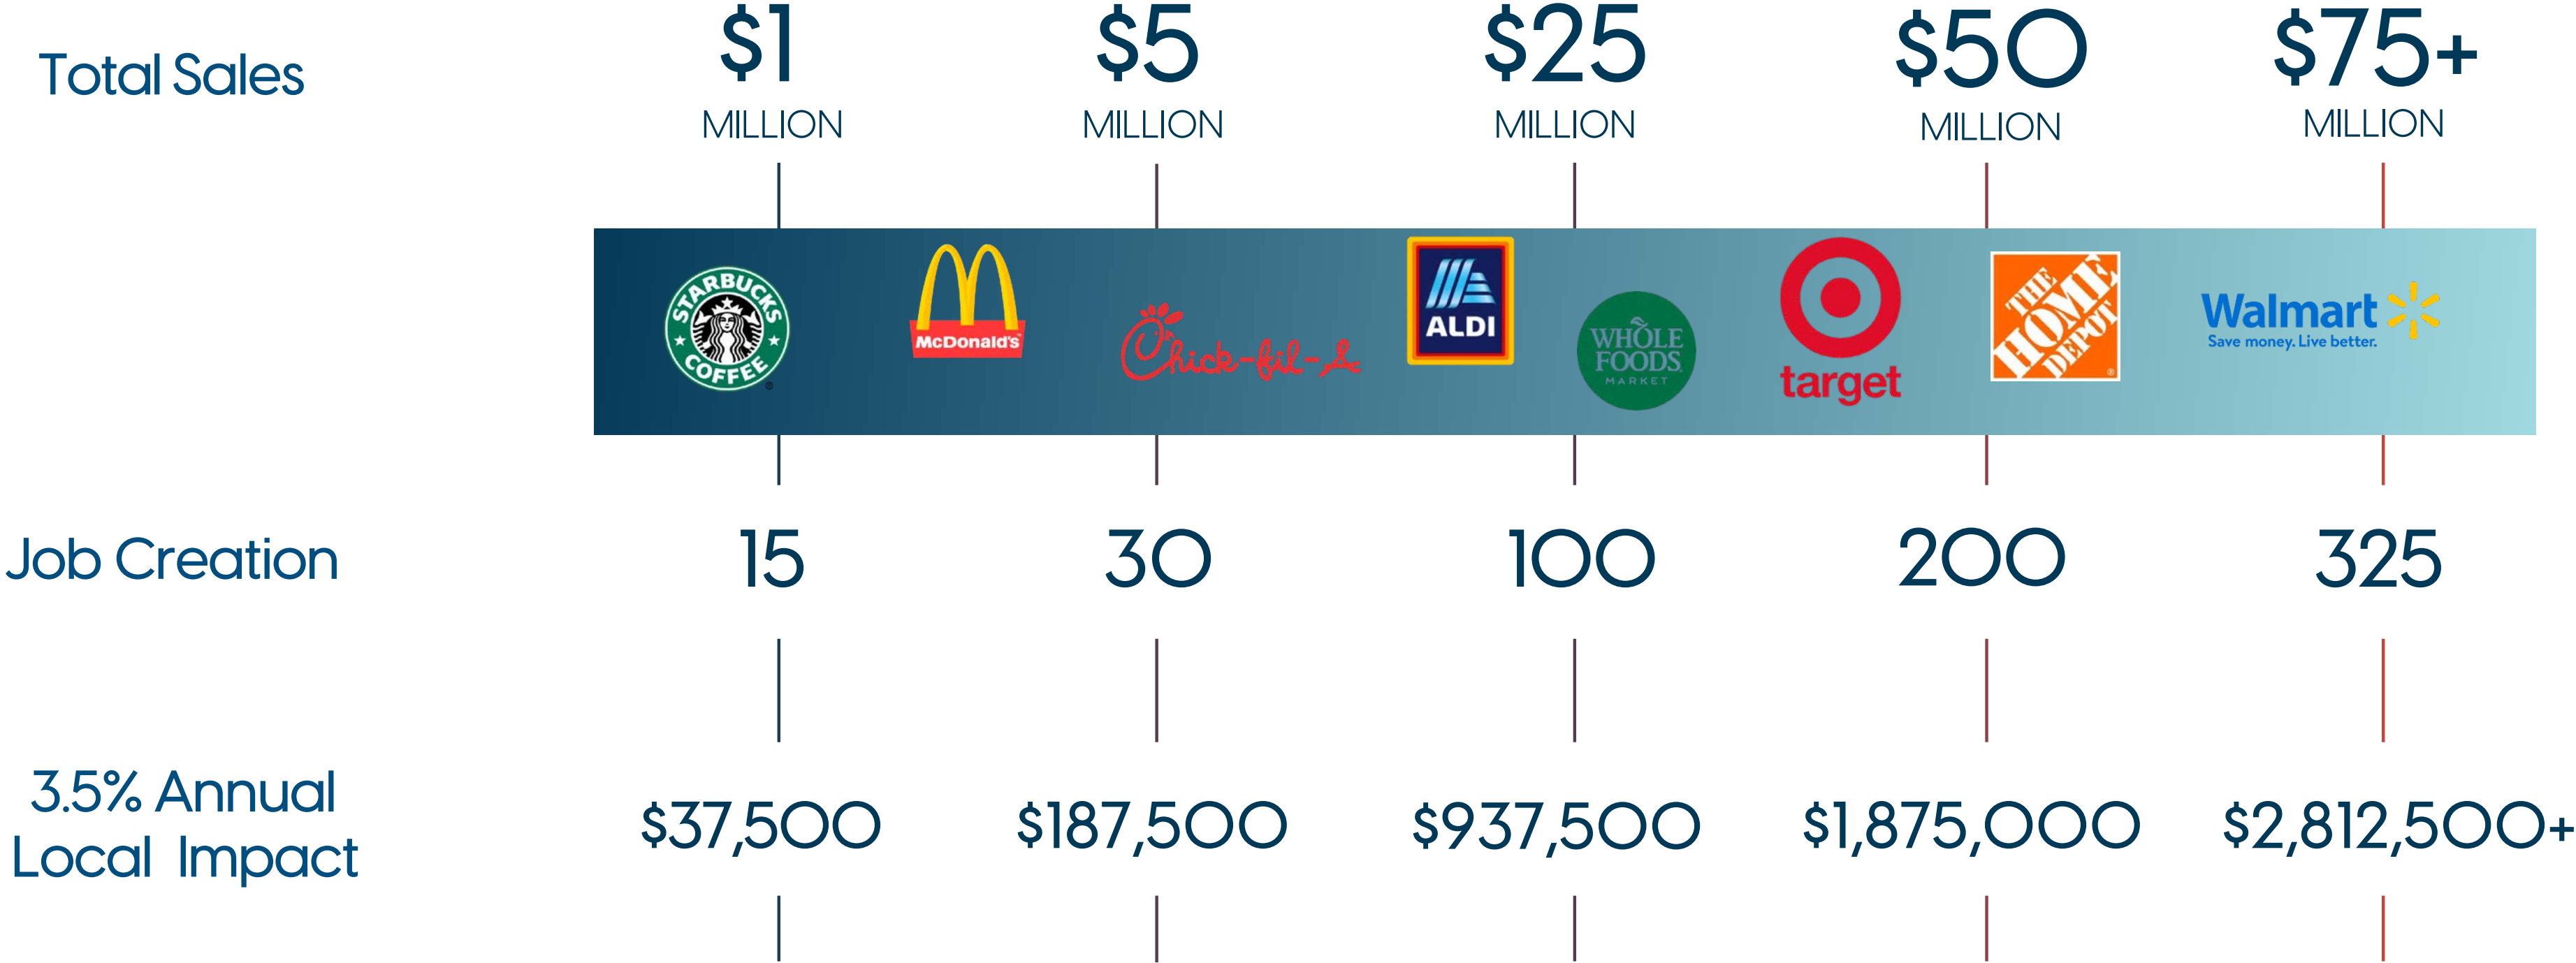 Total Sales
$1
MILLION
$5
MILLION
$25
MILLION
$50
MILLION
$75+
MILLION
STARBUCKS
COFFEE
®
McDonald's
Chick-fil-A
ALDI
WHOLE
FOODS
MARKET
target
THE
HOME
DEPOT
®
Walmart
Save money. Live better.
Job Creation
15
30
100
200
325
3.5% Annual
Local Impact
$37,500
$187,500
$937,500
$1,875,000
$2,812,500+